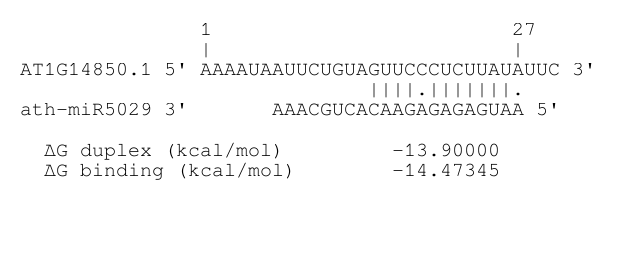 1 27
| |
AT1G14850.1 5' AAAAUAAUUCUGUAGUUCCCUCUUAUAUUC 3'
||||.|||||||.
ath-miR5029 3' AAACGUCACAAGAGAGAGUAA 5'
ΔG duplex (kcal/mol) -13.90000
ΔG binding (kcal/mol) -14.47345